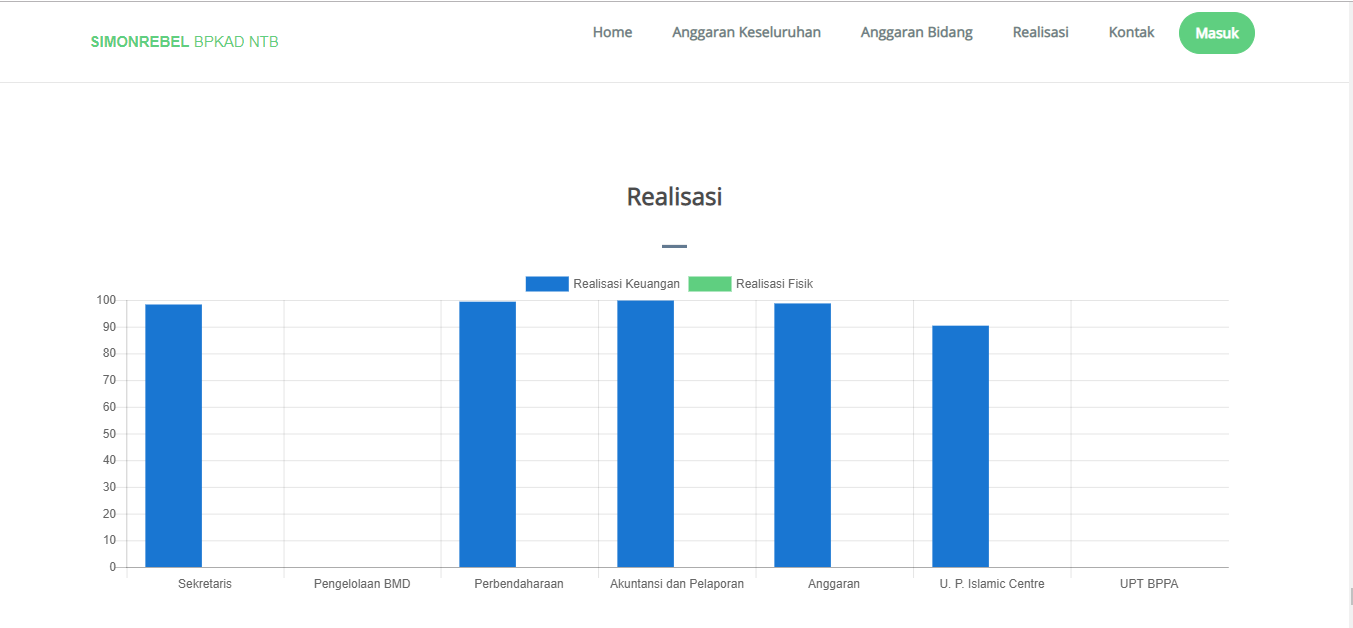 SIMONREBEL BPKAD NTB Home Anggaran Keseluruhan Anggaran Bidang Realisasi Kontak Masuk
Realisasi
Realisasi Keuangan Realisasi Fisik
100
90
80
70
60
50
40
30
20
10
0
Sekretaris Pengelolaan BMD Perbendaharaan Akuntansi dan Pelaporan Anggaran U. P. Islamic Centre UPT BPPA